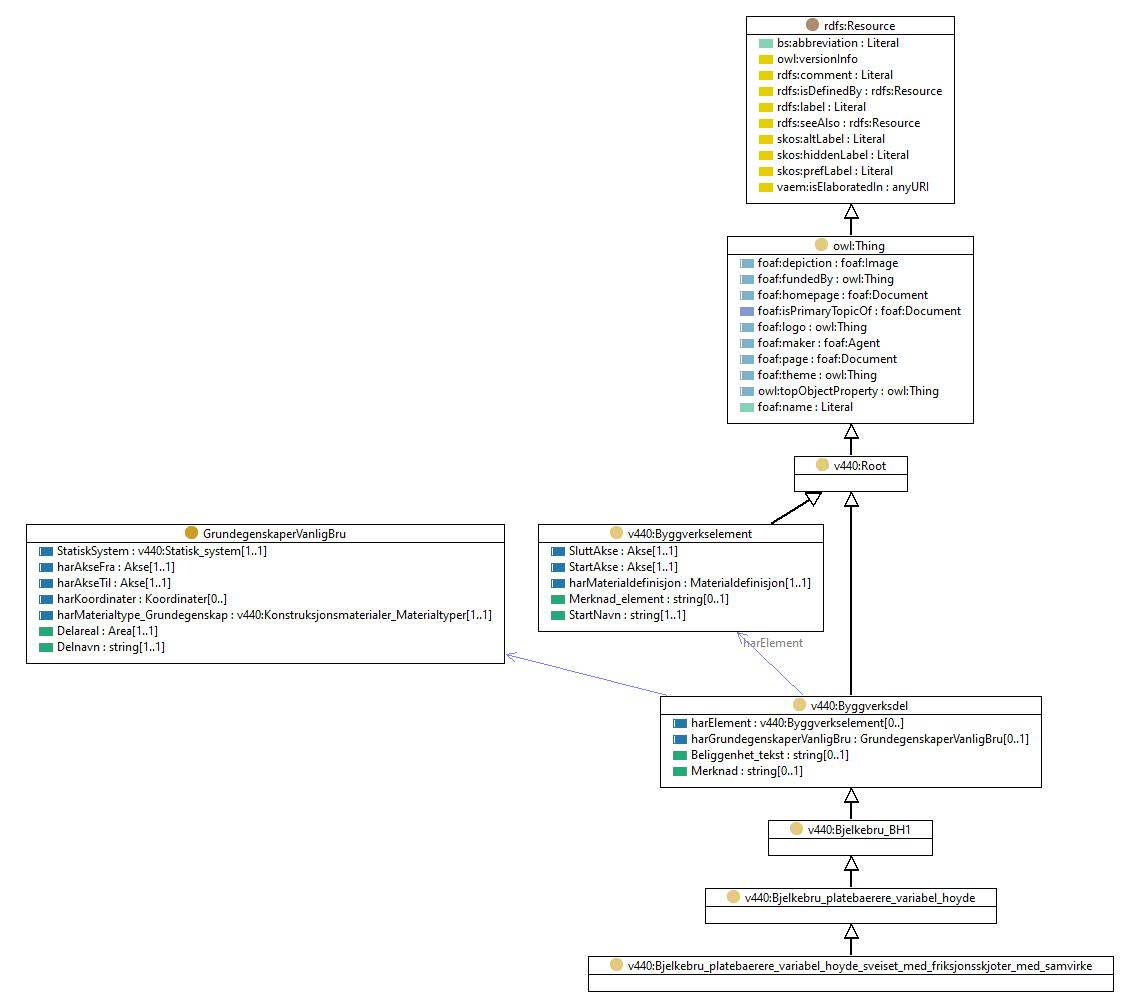 rdfs:Resource
bs:abbreviation : Literal
owl:versionInfo
rdfs:comment : Literal
rdfs:isDefinedBy : rdfs:Resource
rdfs:label : Literal
rdfs:seeAlso : rdfs:Resource
skos:altLabel : Literal
skos:hiddenLabel : Literal
skos:prefLabel : Literal
vaem:isElaboratedIn : anyURI
owl:Thing
foaf:depiction : foaf:Image
foaf:fundedBy : owl:Thing
foaf:homepage : foaf:Document
foaf:isPrimaryTopicOf : foaf:Document
foaf:logo : owl:Thing
foaf:maker : foaf:Agent
foaf:page : foaf:Document
foaf:theme : owl:Thing
owl:topObjectProperty : owl:Thing
foaf:name : Literal
v440:Root
GrundegenskaperVanligBru
StatiskSystem : v440:Statisk_system[1..1]
harAkseFra : Akse[1..1]
harAkseTil : Akse[1..1]
harKoordinater : Koordinater[0..]
harMaterialtype_Grundegenskap : v440:Konstruksjonsmaterialer_Materialtyper[1..1]
Delareal : Area[1..1]
Delnavn : string[1..1]
v440:Byggverkselement
SluttAkse : Akse[1..1]
StartAkse : Akse[1..1]
harMaterialdefinisjon : Materialdefinisjon[1..1]
Merknad_element : string[0..1]
StartNavn : string[1..1]
harElement
v440:Byggverksdel
harElement : v440:Byggverkselement[0..]
harGrundegenskaperVanligBru : GrundegenskaperVanligBru[0..1]
Beliggenhet_tekst : string[0..1]
Merknad : string[0..1]
v440:Bjelkebru_BH1
v440:Bjelkebru_platebaerere_variabel_hoyde
v440:Bjelkebru_platebaerere_variabel_hoyde_sveiset_med_friksjonsskjoter_med_samvirke